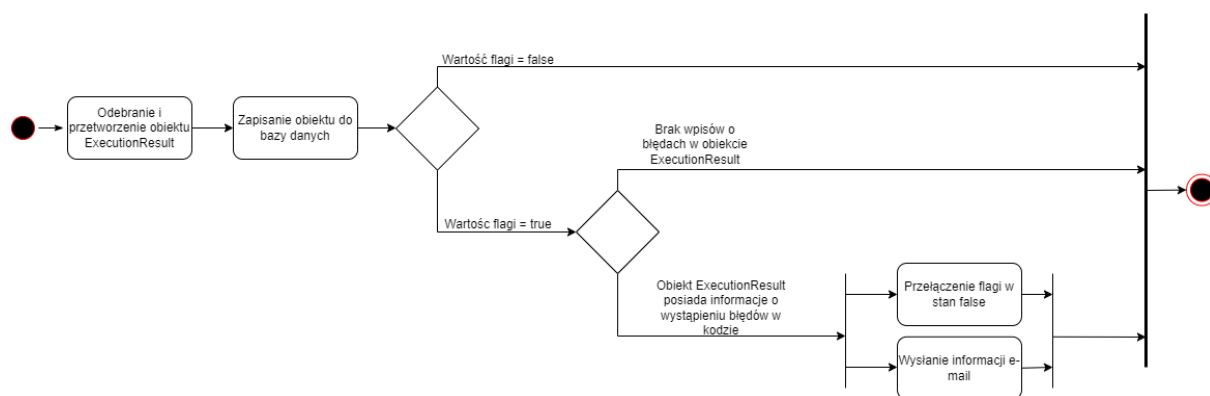 Wartość flagi = false
Odebranie i
przetworzenie obiektu
ExecutionResult
Zapisanie obiektu do
bazy danych
Brak wpisów o
błędach w obiekcie
ExecutionResult
Wartośc flagi = true
Obiekt ExecutionResult
posiada informacje o
wystąpieniu błędów w
kodzie
Przełączenie flagi w
stan false
Wysłanie informacji e-
mail